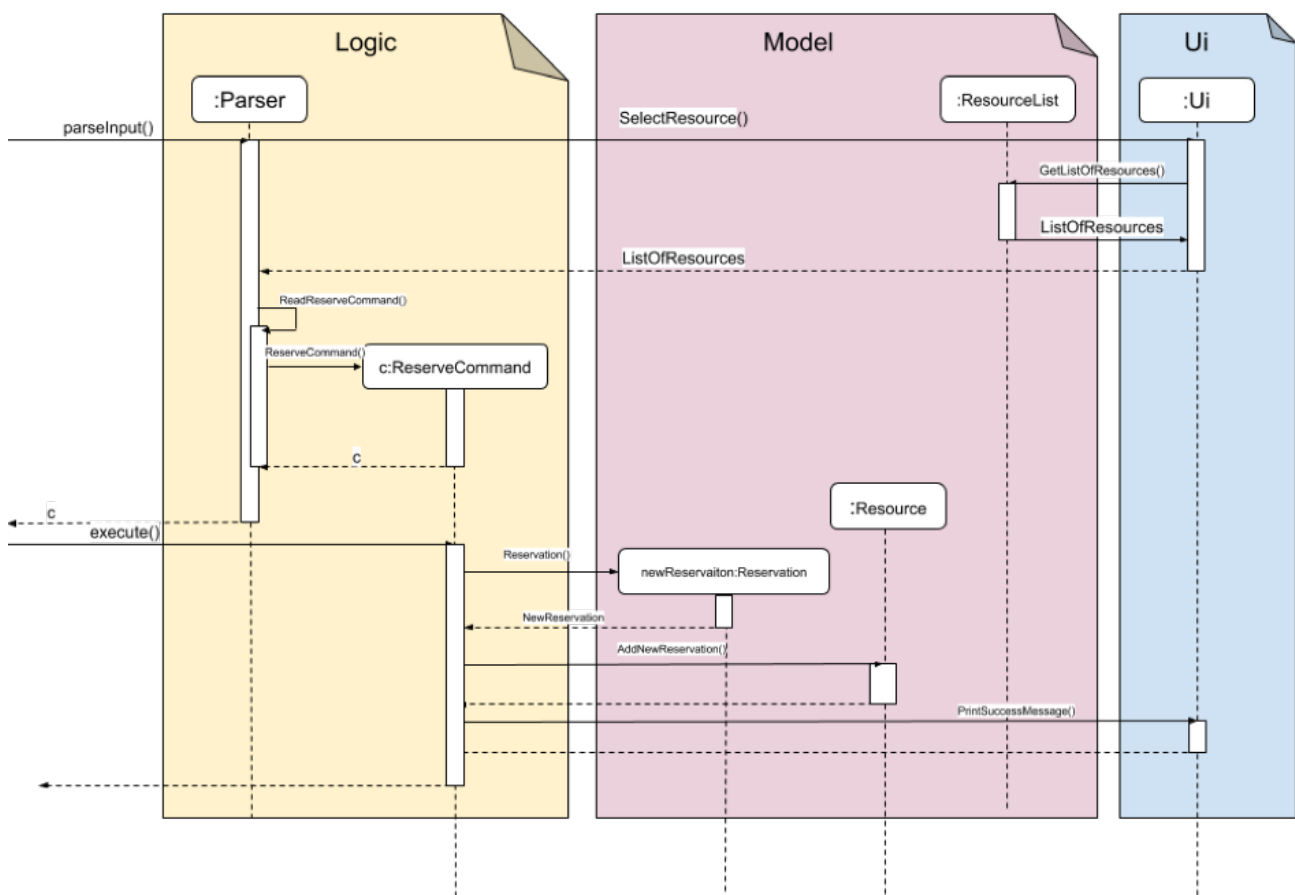 Logic
Model
Ui
:Parser
:ResourceList
:Ui
parseInput()
SelectResource()
GetListOfResources()
ListOfResources
ListOfResources
ReadReserveCommand()
ReserveCommand()
c:ReserveCommand
c
:Resource
c
execute()
Reservation()
newReservaiton:Reservation
NewReservation
AddNewReservation()
PrintSuccessMessage()